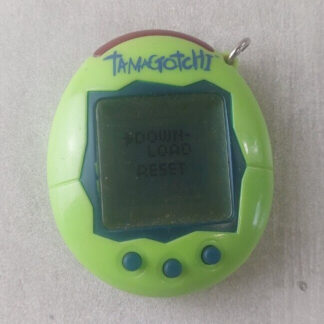 TAMAGOTCHI
DOWN-
LOAD
RESET